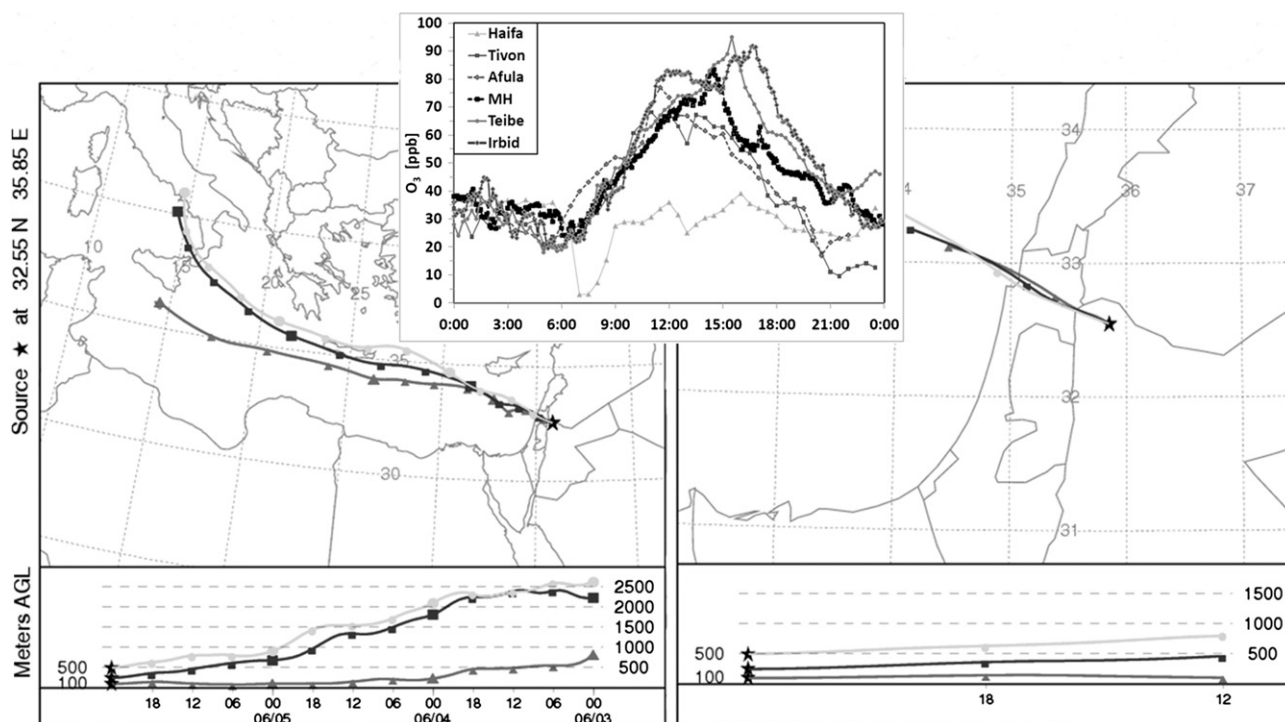 Source ★ at 32.55 N 35.85 E
Meters AGL
10
15
20
25
35
30
500
100
2500
2000
1500
1000
500
18 12 06 00 18 12 06 00 18 12 06 00
06/05 06/04 06/03
O3 [ppb]
100
90
80
70
60
50
40
30
20
10
0
Haifa
Tivon
Afula
MH
Teibe
Irbid
0:00 3:00 6:00 9:00 12:00 15:00 18:00 21:00 0:00
34
35 36 37
33
32
31
500
100
1500
1000
500
18 12